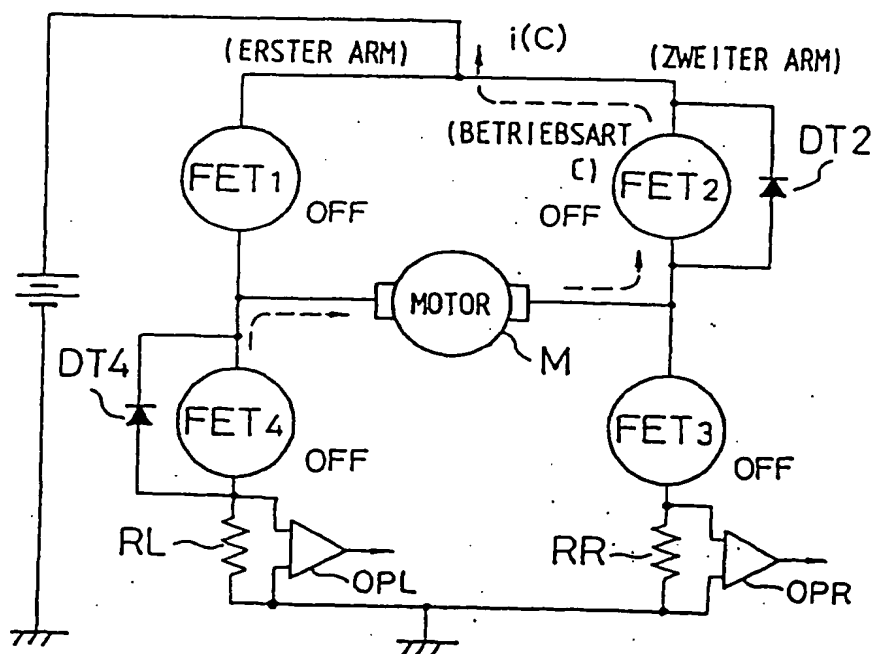 i(C)
(ERSTER ARM)
(ZWEITER ARM)
(BETRIEBSART
C)
DT2
FET1
OFF
FET2
OFF
MOTOR
M
DT4
FET4
OFF
FET3
OFF
RL
OPL
RR
OPR